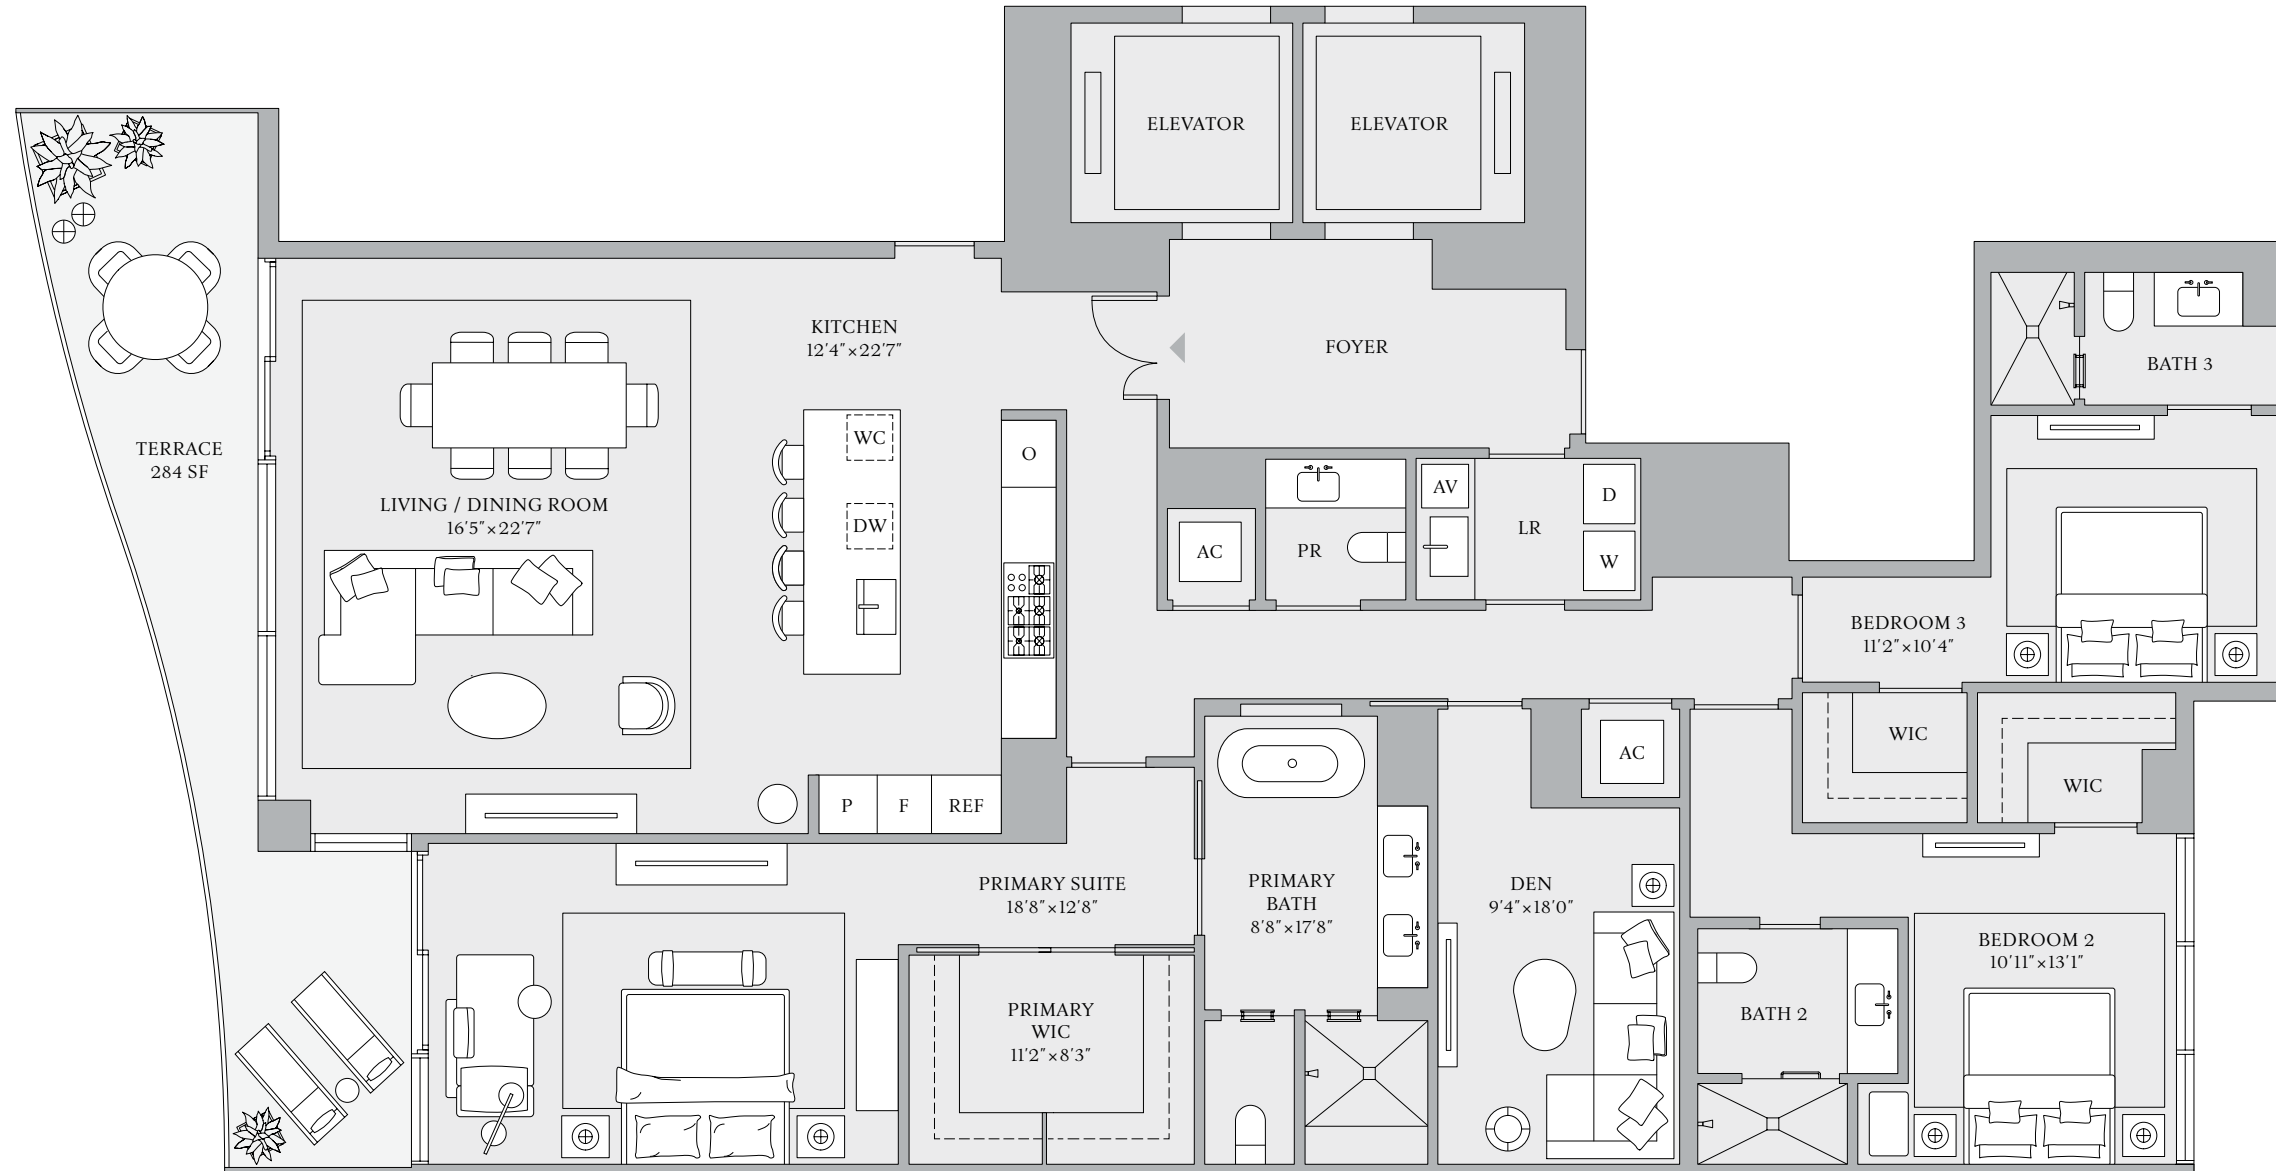 ELEVATOR
ELEVATOR
KITCHEN
12'4"×22'7"
FOYER
BATH 3
TERRACE
284 SF
WC
O
LIVING / DINING ROOM
16'5"×22'7"
DW
AV
D
LR
AC
PR
W
BEDROOM 3
11'2"×10'4"
WIC
AC
WIC
P
F
REF
PRIMARY SUITE
18'8"×12'8"
PRIMARY
BATH
8'8"×17'8"
DEN
9'4"×18'0"
BEDROOM 2
10'11"×13'1"
PRIMARY
WIC
11'2"×8'3"
BATH 2